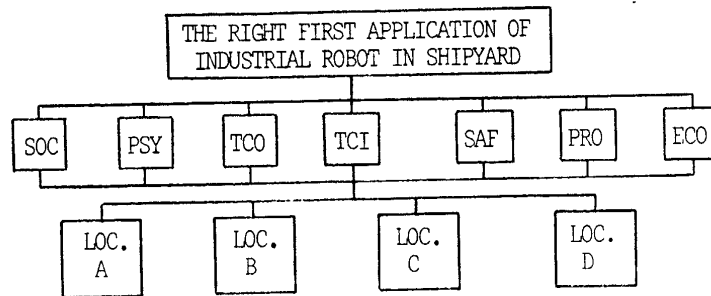 THE RIGHT FIRST APPLICATION OF
INDUSTRIAL ROBOT IN SHIPYARD
SOC PSY TCO TCI SAF PRO ECO
LOC. LOC. LOC. LOC.
A B C D